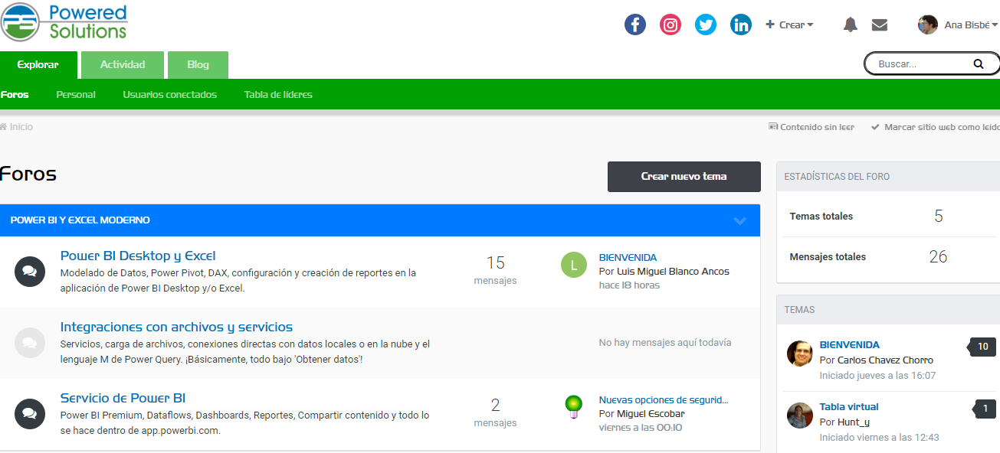 Powered
Solutions
Crear
Ana Bisbé
Explorar
Actividad
Blog
Buscar...
Foros
Personal
Usuarios conectados
Tabla de líderes
Inicio
Contenido sin leer
Marcar sitio web como leído
Foros
Crear nuevo tema
POWER BI Y EXCEL MODERNO
Power BI Desktop y Excel
Modelado de Datos, Power Pivot, DAX, configuración y creación de reportes en la
aplicación de Power BI Desktop y/o Excel.
15
mensajes
L
BIENVENIDA
Por Luis Miguel Blanco Ancos
hace 18 horas
Integraciones con archivos y servicios
Servicios, carga de archivos, conexiones directas con datos locales o en la nube y el
lenguaje M de Power Query. ¡Básicamente, todo bajo 'Obtener datos'!
No hay mensajes aquí todavía
Servicio de Power BI
Power BI Premium, Dataflows, Dashboards, Reportes, Compartir contenido y todo lo
se hace dentro de app.powerbi.com.
2
mensajes
Nuevas opciones de segurid...
Por Miguel Escobar
viernes a las 00:10
ESTADÍSTICAS DEL FORO
Temas totales
5
Mensajes totales
26
TEMAS
BIENVENIDA
Por Carlos Chavez Chorro
Iniciado jueves a las 16:07
10
Tabla virtual
Por Hunt_y
Iniciado viernes a las 12:43
1